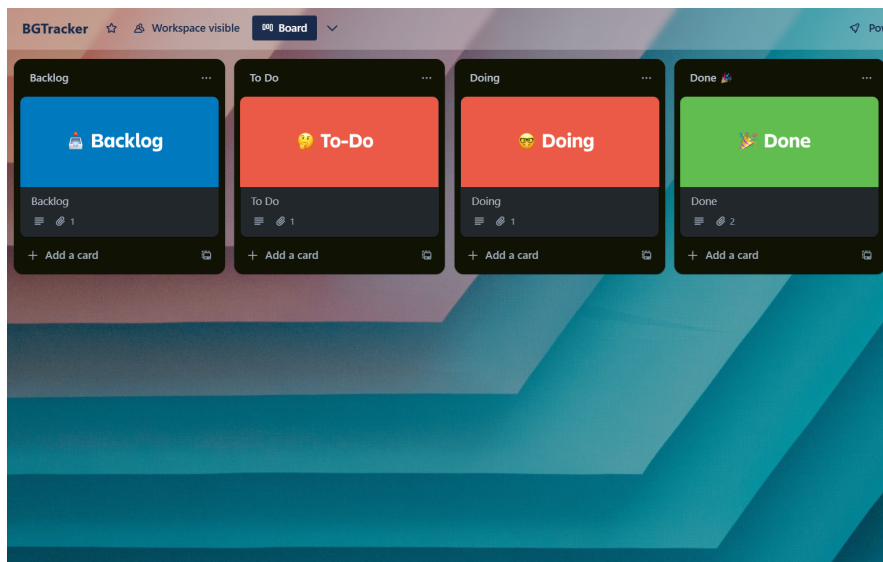 BGTracker
Workspace visible
Board
Backlog
Backlog
Backlog
1
Add a card
To Do
To-Do
To Do
1
Add a card
Doing
Doing
Doing
1
Add a card
Done
Done
Done
2
Add a card